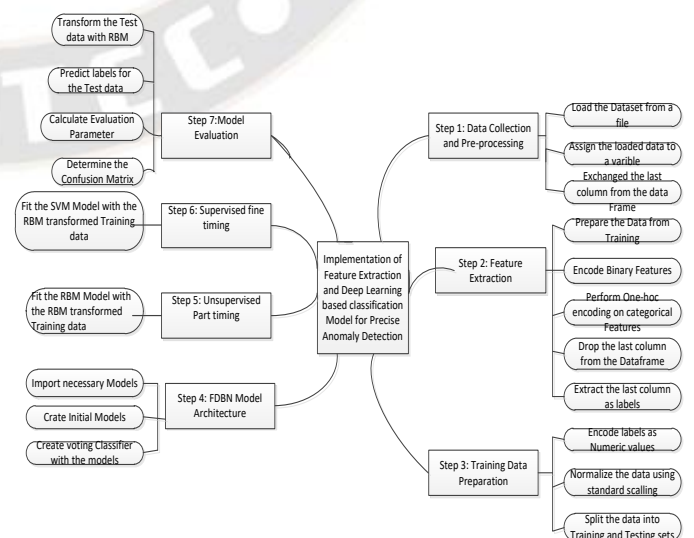 Transform the Test
data with RBM
Predict labels for
the Test data
Calculate Evaluation
Parameter
Determine the
Confusion Matrix
Step 7:Model
Evaluation
Fit the SVM Model with the
RBM transformed Training
data
Step 6: Supervised fine
timing
Fit the RBM Model with
the RBM transformed
Training data
Step 5: Unsupervised
Part timing
Import necessary Models
Crate Initial Models
Create voting Classifier
with the models
Step 4: FDBN Model
Architecture
Implementation of
Feature Extraction
and Deep Learning
based classification
Model for Precise
Anomaly Detection
Step 1: Data Collection
and Pre-processing
Load the Dataset from a
file
Assign the loaded data to
a varible
Exchanged the last
column from the data
Frame
Step 2: Feature
Extraction
Prepare the Data from
Training
Encode Binary Features
Perform One-hoc
encoding on categorical
Features
Drop the last column
from the Dataframe
Extract the last column
as labels
Step 3: Training Data
Preparation
Encode labels as
Numeric values
Normalize the data using
standard scalling
Split the data into
Training and Testing sets
TEC